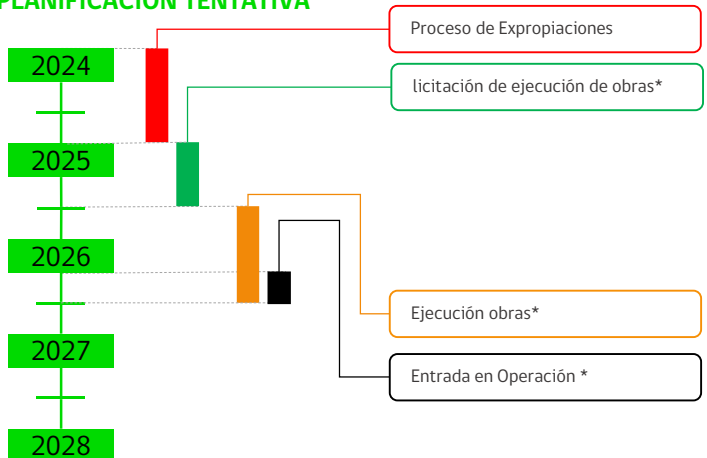 PLANIFICACIÓN TENTATIVA
Proceso de Expropiaciones
2024
licitación de ejecución de obras*
2025
2026
Ejecución obras*
2027
Entrada en Operación *
2028